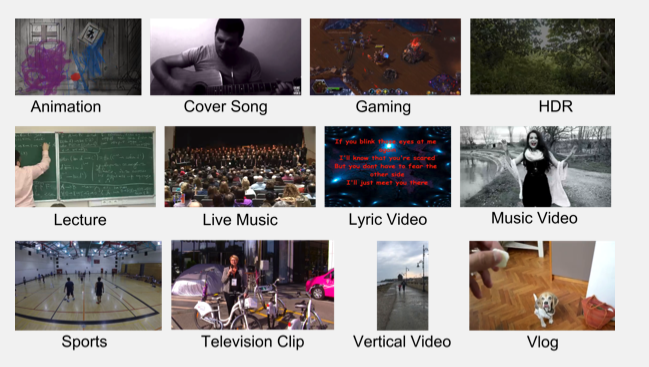 Animation
Cover Song
Gaming
HDR
If you blink those eyes at me
I'll know that you're scared
But you dont have to fear the
other side
I'll just meet you there
Lecture
Live Music
Lyric Video
Music Video
Sports
Television Clip
Vertical Video
Vlog